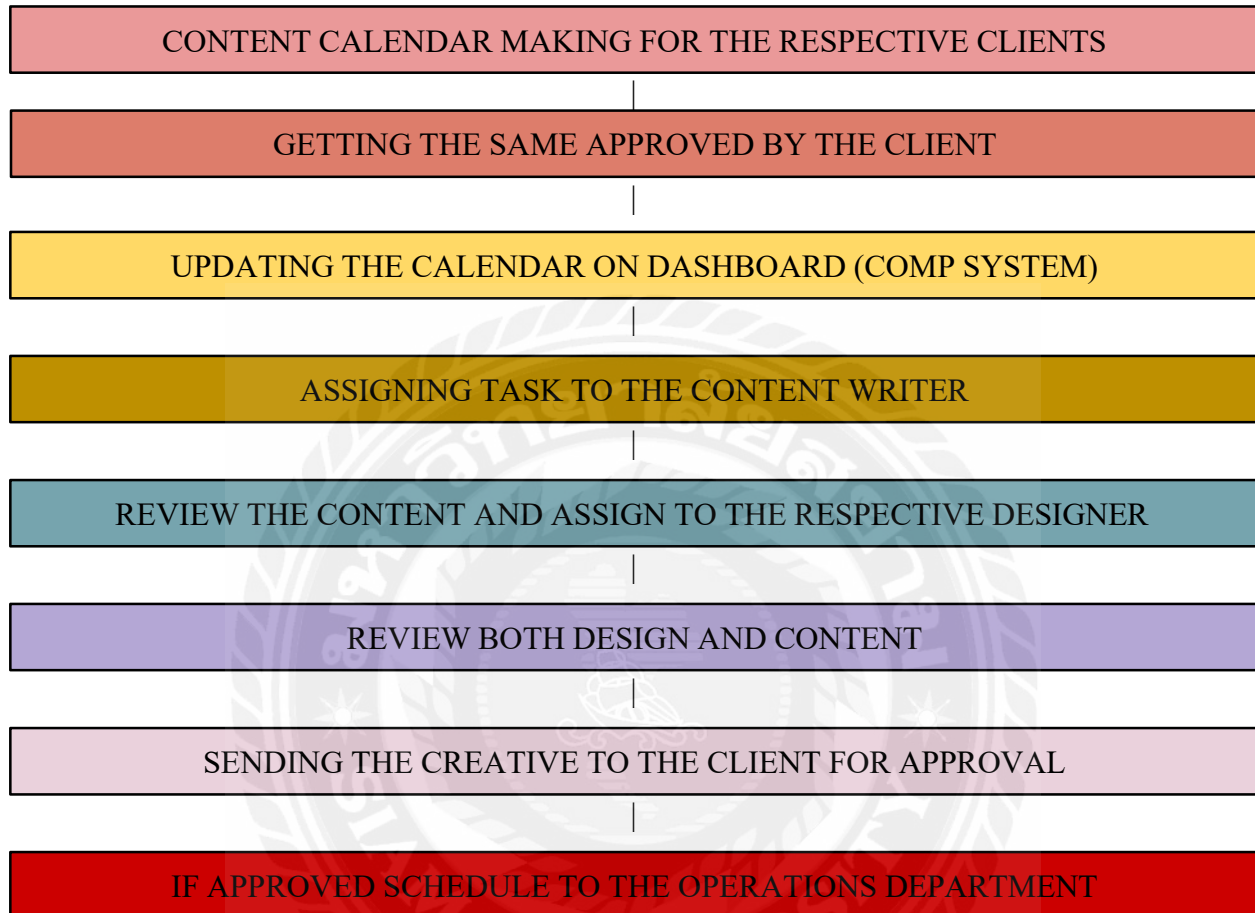 CONTENT CALENDAR MAKING FOR THE RESPECTIVE CLIENTS
GETTING THE SAME APPROVED BY THE CLIENT
UPDATING THE CALENDAR ON DASHBOARD (COMP SYSTEM)
ASSIGNING TASK TO THE CONTENT WRITER
REVIEW THE CONTENT AND ASSIGN TO THE RESPECTIVE DESIGNER
REVIEW BOTH DESIGN AND CONTENT
SENDING THE CREATIVE TO THE CLIENT FOR APPROVAL
IF APPROVED SCHEDULE TO THE OPERATIONS DEPARTMENT